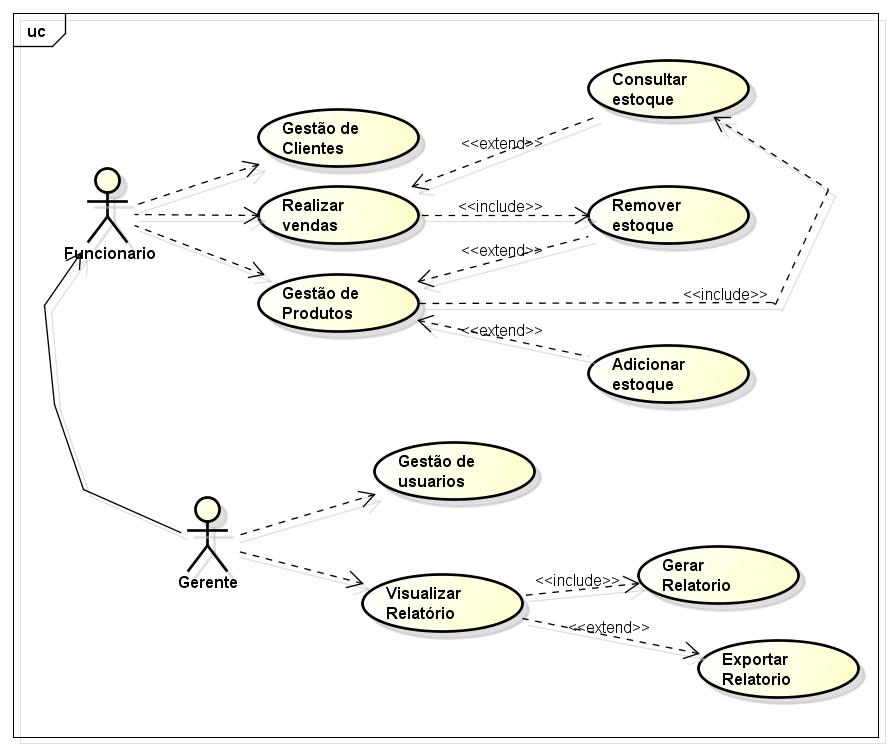 uc
Consultar
estoque
Gestão de
Clientes
<<extend>>
Realizar
vendas
<<include>>
Remover
estoque
Funcionario
<<extend>>
Gestão de
Produtos
<<include>>
<<extend>>
Adicionar
estoque
Gestão de
usuarios
Gerente
Visualizar
Relatório
<<include>>
Gerar
Relatorio
<<extend>>
Exportar
Relatorio